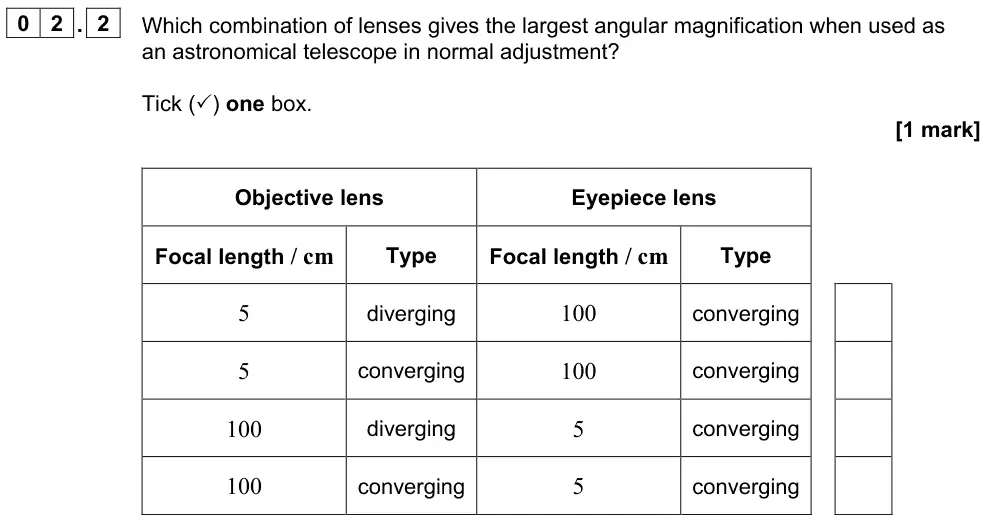 0 2 . 2 Which combination of lenses gives the largest angular magnification when used as
an astronomical telescope in normal adjustment?
Tick (✓) one box.
[1 mark]
Objective lens Eyepiece lens
Focal length / cm Type Focal length / cm Type
5 diverging 100 converging
5 converging 100 converging
100 diverging 5 converging
100 converging 5 converging